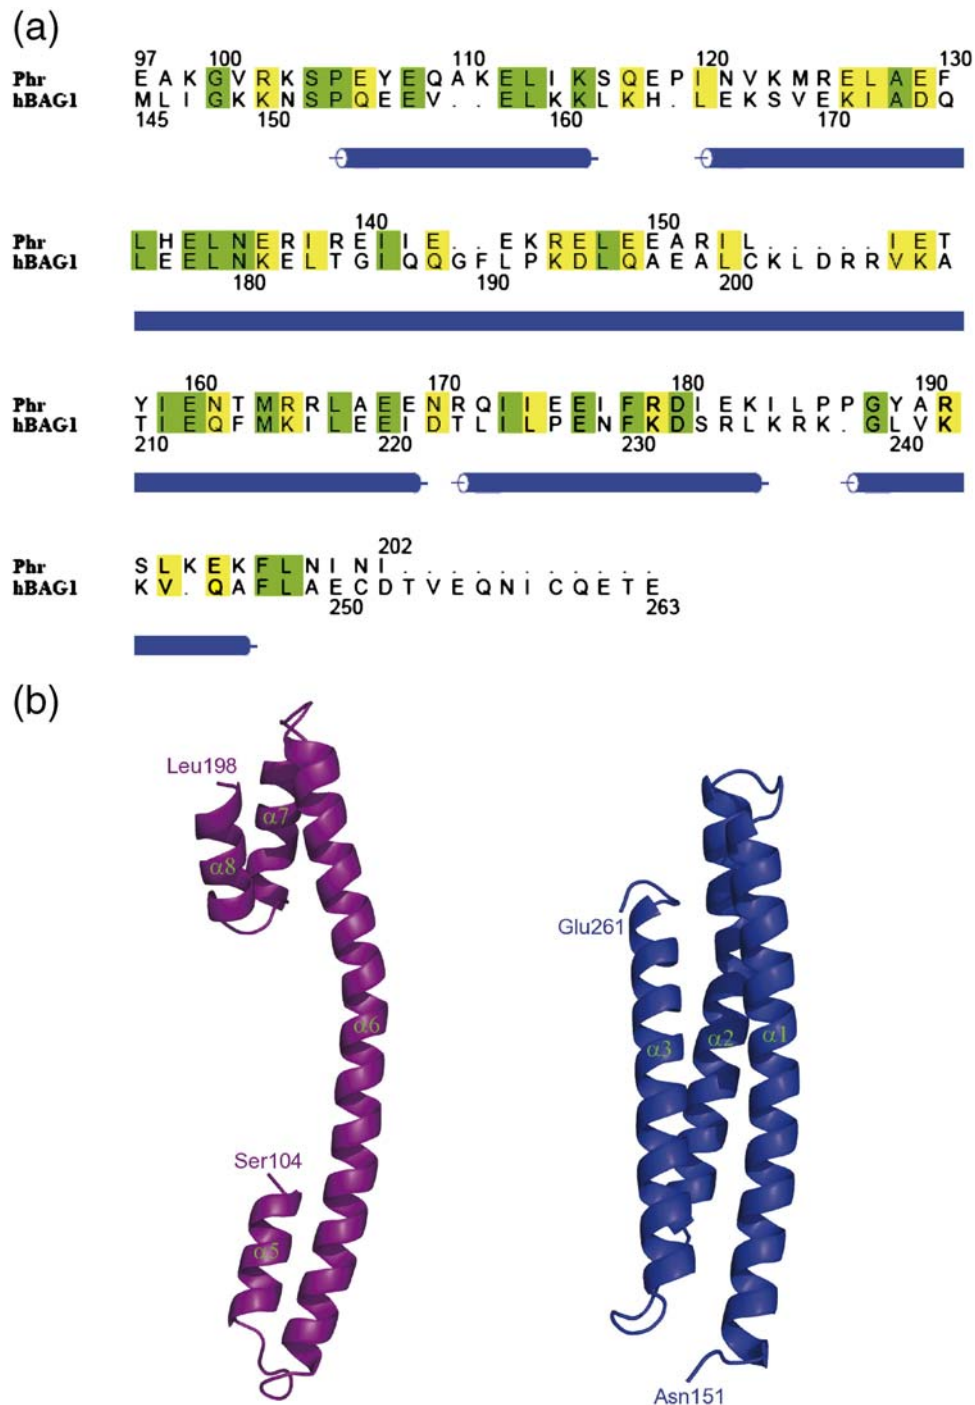 (a)
97 100 110 120 130
Phr E A K G V R K S P E Y E Q A K E L I K S Q E P I N V K M R E L A E F
hBAG1 M L I G K K N S P Q E E V . . E L K K L K H . L E K S V E K I A D Q
145 150 160 170
140 150
Phr L H E L N E R I R E I I E . . E K R E L E E A R I L . . . . . . I E T
hBAG1 L E E L N K E L T G I Q Q G F L P K D L Q A E A L C K L D R R V K A
180 190 200
160 170 180 190
Phr Y I E N T M R R L A E E N R Q I I E E I F R D I E K I L P P G Y A R
hBAG1 T I E Q F M K I L E E I D T L I L P E N F K D S R L K R K . G L V K
210 220 230 240
202
Phr S L K E K F L N I N I . . . . . . . . . . .
hBAG1 K V . Q A F L A E C D T V E Q N I C Q E T E
250 263
(b)
Leu198
α7
α8
Glu261
α6
α3 α2 α1
Ser104
α5
Asn151